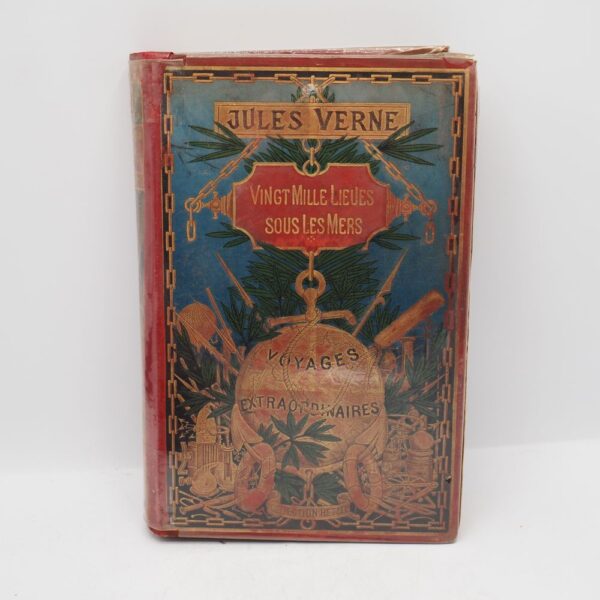 JULES VERNE
VINGT MILLE LIEUES
SOUS LES MERS
VOYAGES
EXTRAORDINAIRES